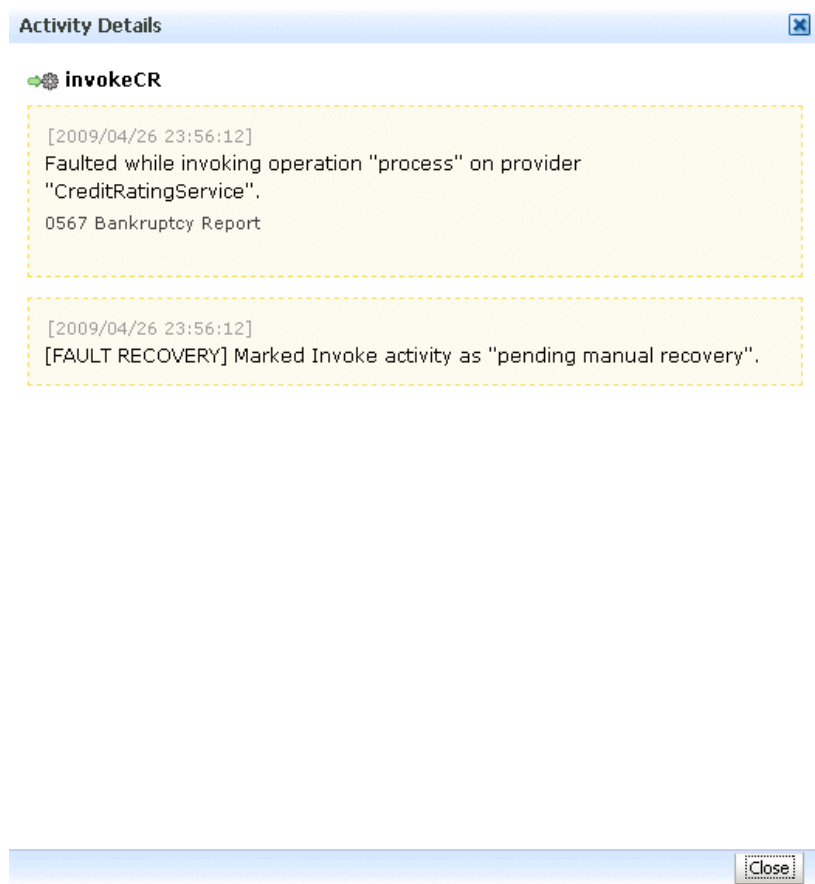 Activity Details
invokeCR
[2009/04/26 23:56:12]
Faulted while invoking operation "process" on provider
"CreditRatingService".
0567 Bankruptcy Report
[2009/04/26 23:56:12]
[FAULT RECOVERY] Marked Invoke activity as "pending manual recovery".
Close